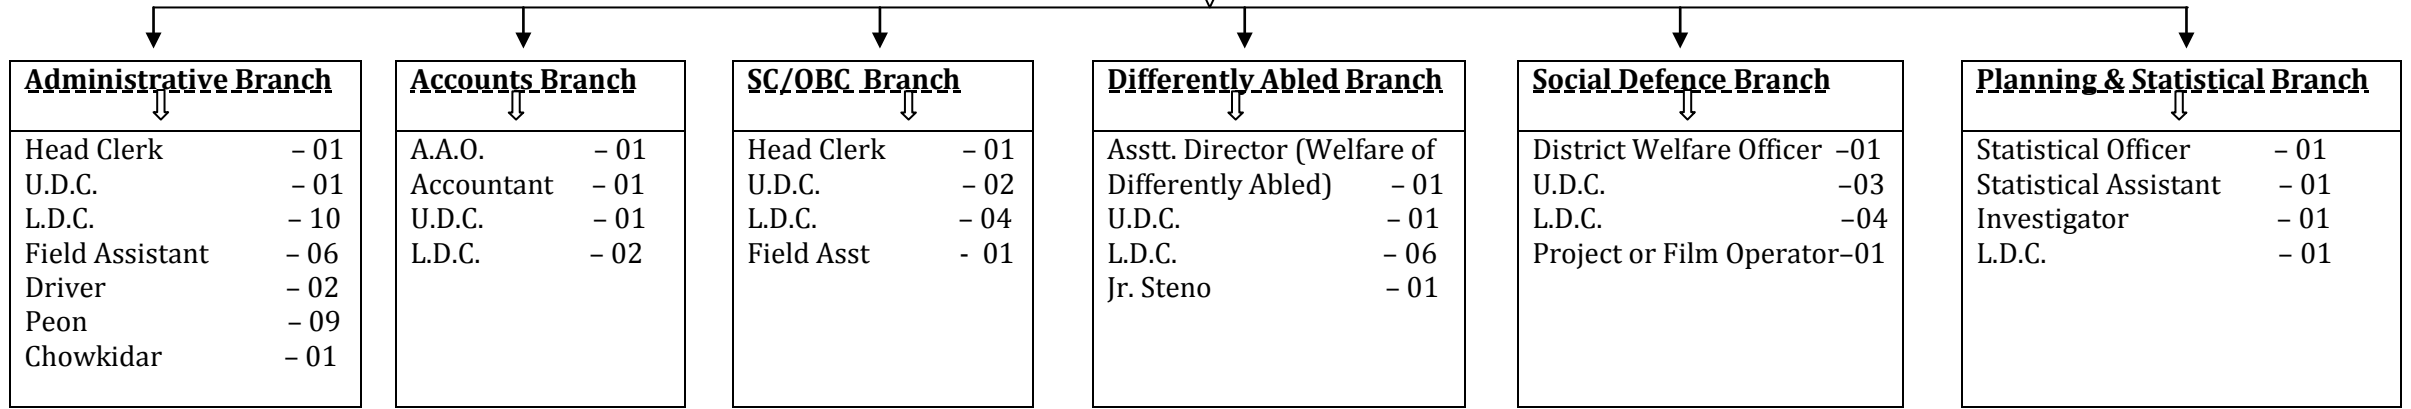 Administrative Branch
Head Clerk – 01
U.D.C. – 01
L.D.C. – 10
Field Assistant – 06
Driver – 02
Peon – 09
Chowkidar – 01
Accounts Branch
A.A.O. – 01
Accountant – 01
U.D.C. – 01
L.D.C. – 02
SC/OBC Branch
Head Clerk – 01
U.D.C. – 02
L.D.C. – 04
Field Asst - 01
Differently Abled Branch
Asstt. Director (Welfare of
Differently Abled) – 01
U.D.C. – 01
L.D.C. – 06
Jr. Steno – 01
Social Defence Branch
District Welfare Officer –01
U.D.C. –03
L.D.C. –04
Project or Film Operator–01
Planning & Statistical Branch
Statistical Officer – 01
Statistical Assistant – 01
Investigator – 01
L.D.C. – 01